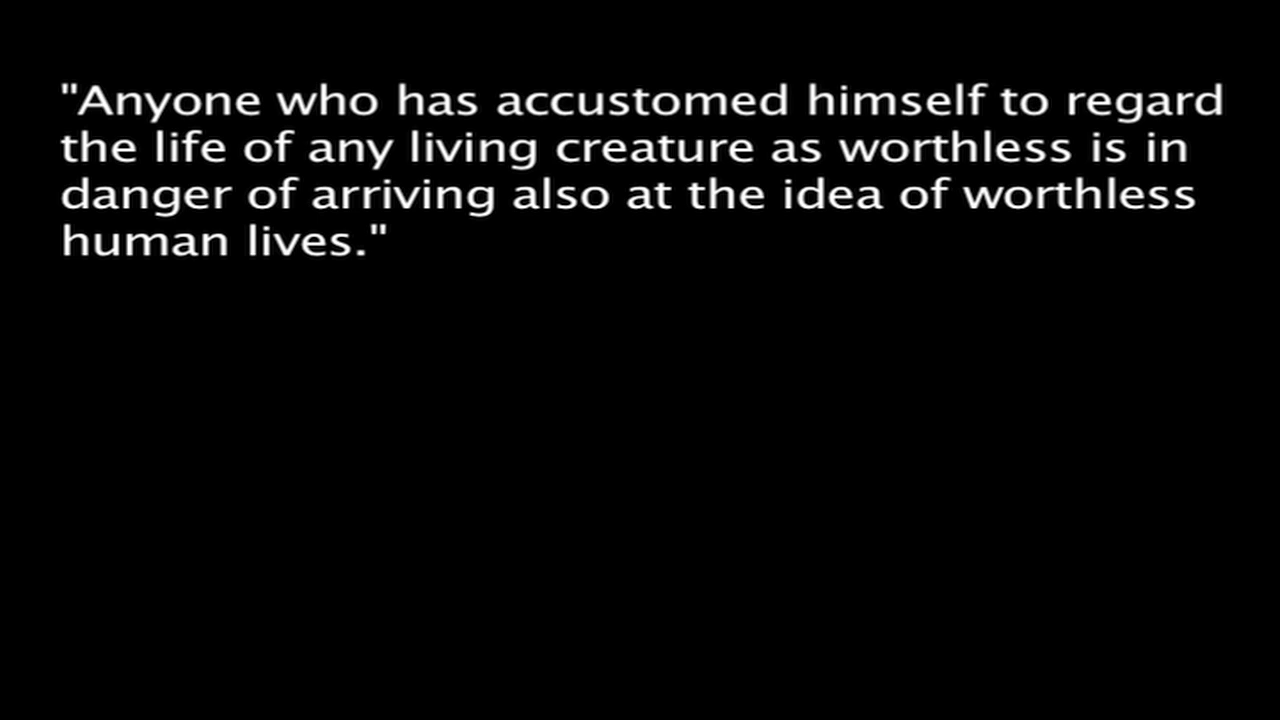 "Anyone who has accustomed himself to regard
the life of any living creature as worthless is in
danger of arriving also at the idea of worthless
human lives."